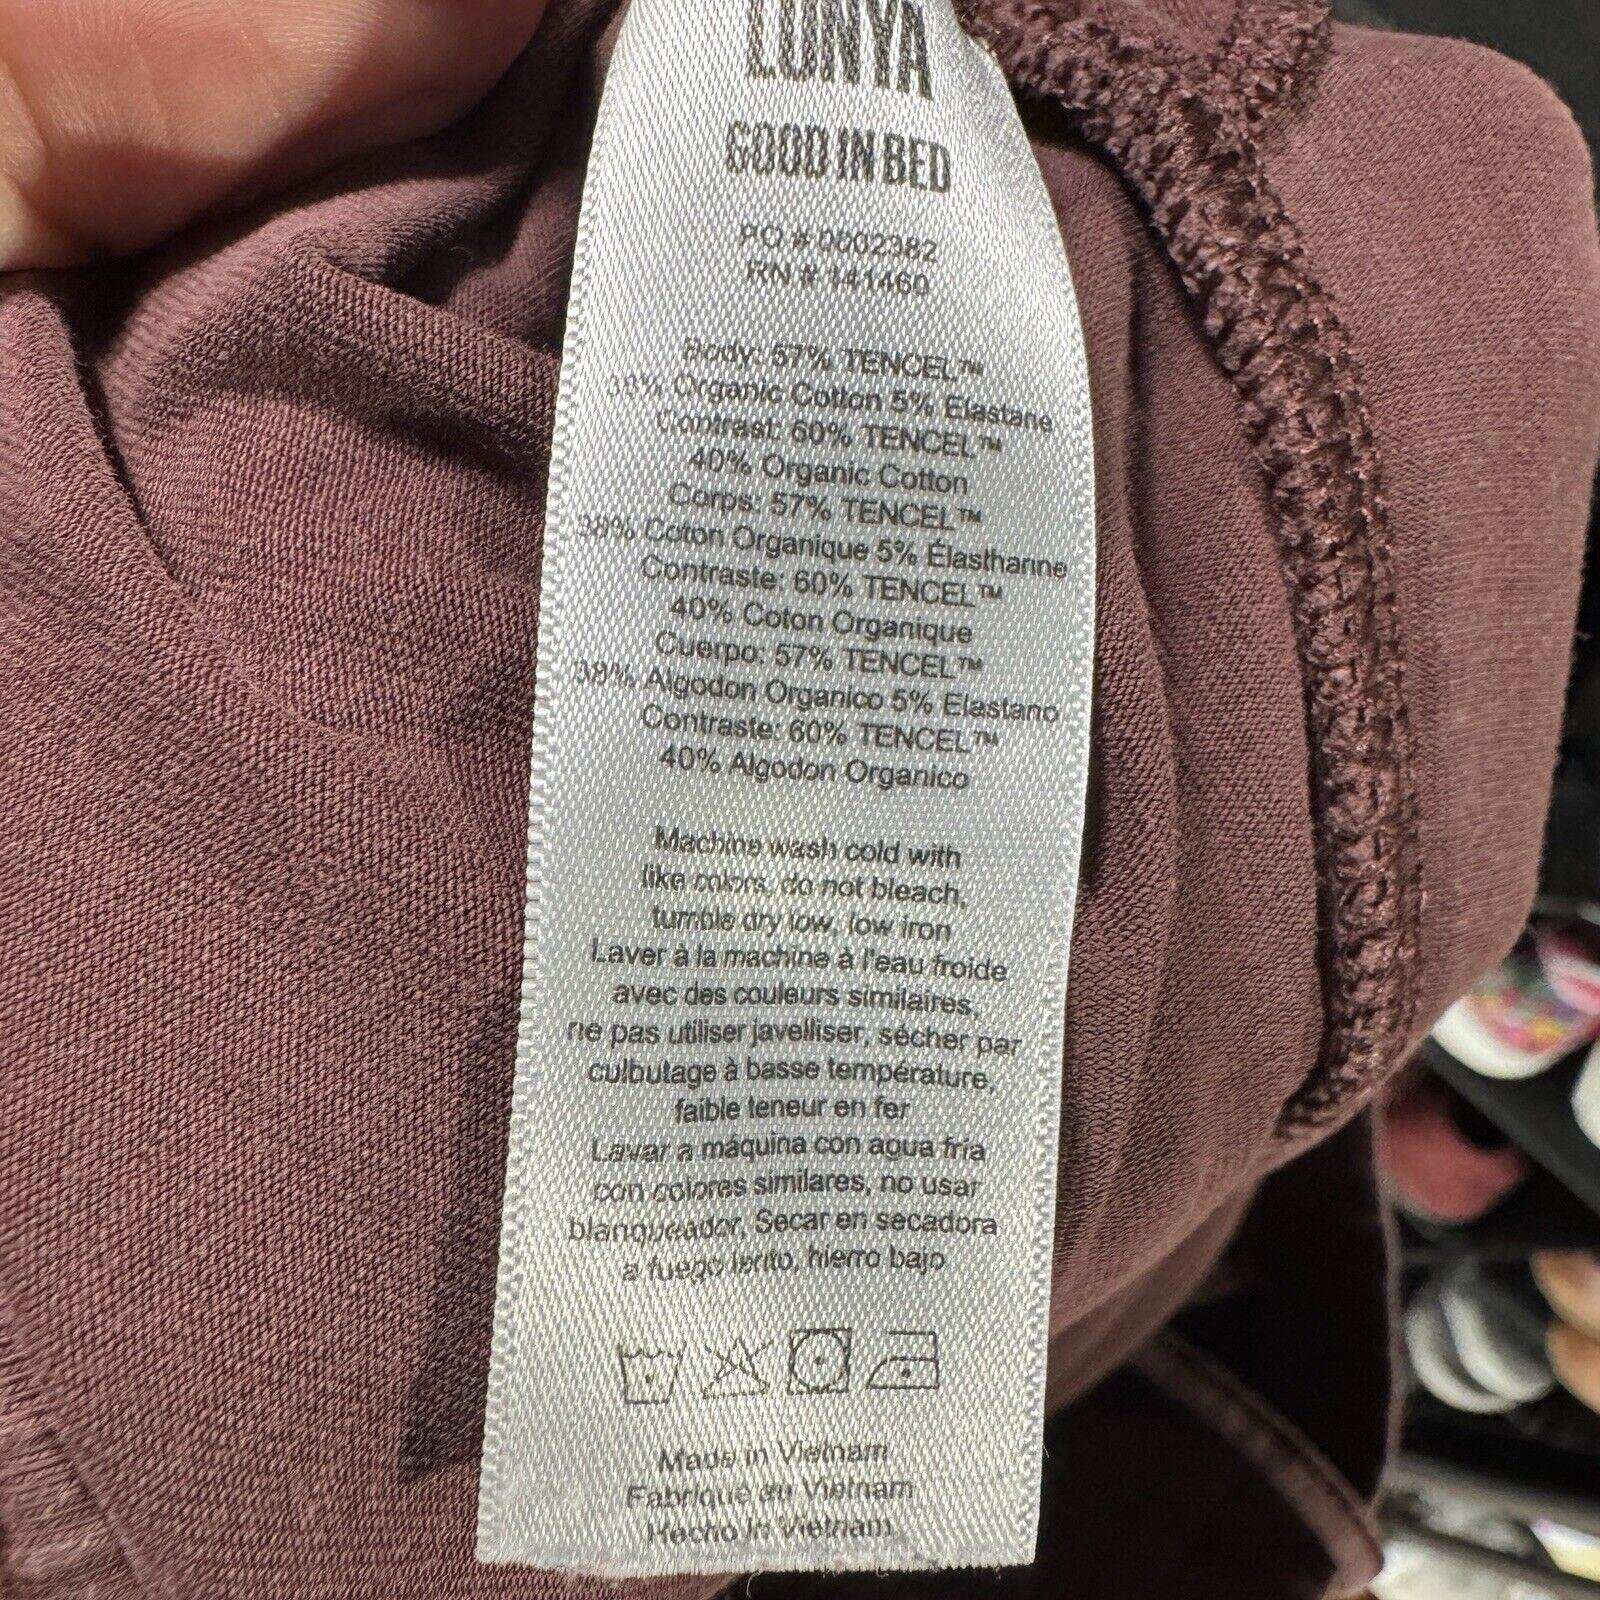 LUNYA
GOOD IN BED
PO # 0002382
RN # 141460
Body: 57% TENCEL™
38% Organic Cotton 5% Elastane
Contrast: 60% TENCEL™
40% Organic Cotton
Corps: 57% TENCEL™
38% Coton Organique 5% Élasthanne
Contraste: 60% TENCEL™
40% Coton Organique
Cuerpo: 57% TENCEL™
38% Algodon Organico 5% Elastano
Contraste: 60% TENCEL™
40% Algodon Organico
Machine wash cold with
like colors, do not bleach,
tumble dry low, low iron
Laver à la machine à l'eau froide
avec des couleurs similaires,
ne pas utiliser javelliser, sécher par
culbutage à basse température,
faible teneur en fer
Lavar a máquina con agua fría
con colores similares, no usar
blanqueador, Secar en secadora
a fuego lento, hierro bajo
Made in Vietnam
Fabriqué au Vietnam
Hecho In Vietnam